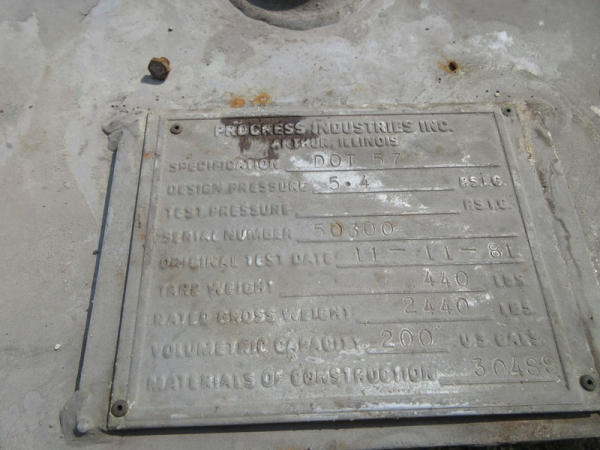 PROGRESS INDUSTRIES INC.
ARTHUR, ILLINOIS
SPECIFICATION DOT 57
DESIGN PRESSURE 5.4 P.S.I.G.
TEST PRESSURE P.S.I.G.
SERIAL NUMBER 50300
ORIGINAL TEST DATE 11-11-81
TARE WEIGHT 440 LBS
RATED GROSS WEIGHT 2440 LBS.
VOLUMETRIC CAPACITY 200 U.S GALS
MATERIALS OF CONSTRUCTION 304SS